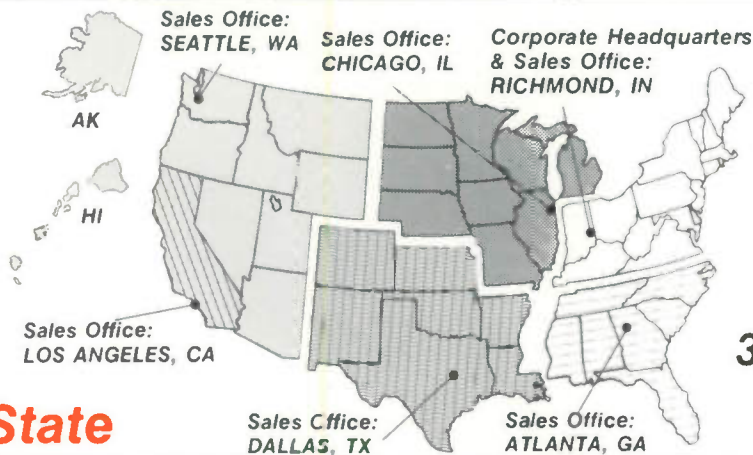 Sales Office:
SEATTLE, WA
Sales Office:
CHICAGO, IL
Corporate Headquarters
& Sales Office:
RICHMOND, IN
AK
HI
Sales Office:
LOS ANGELES, CA
3
State
Sales Office:
DALLAS, TX
Sales Office:
ATLANTA, GA